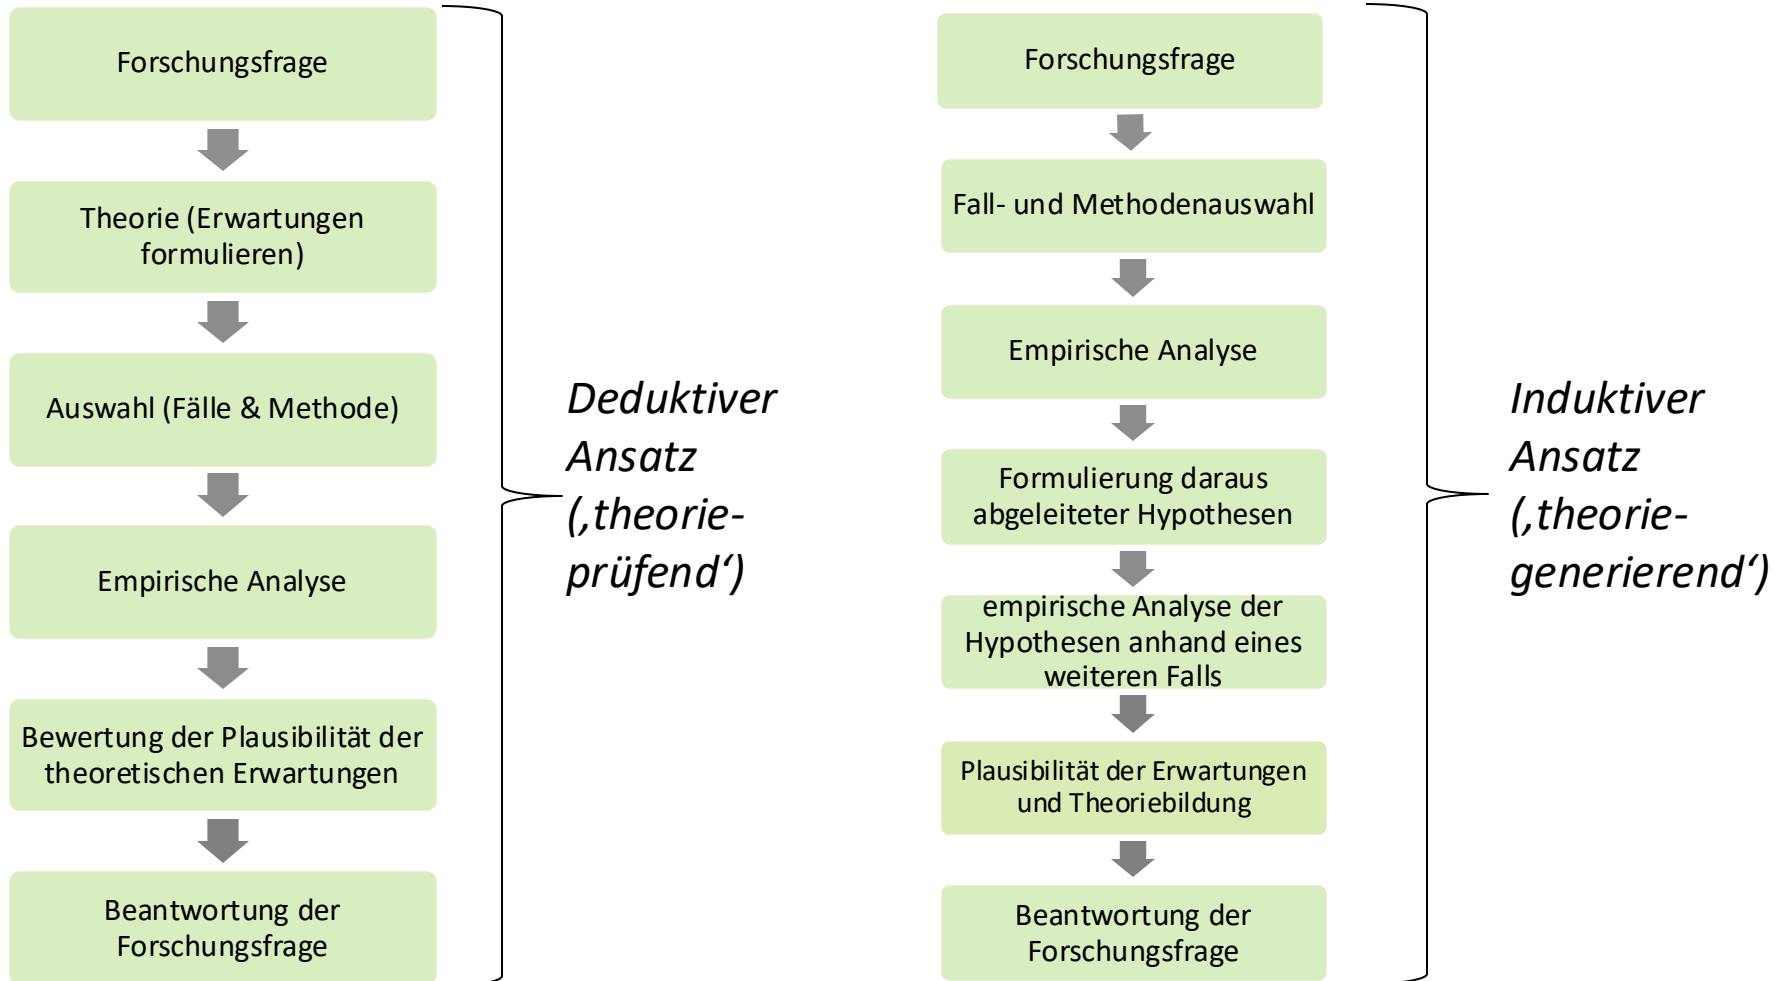 Forschungsfrage
Theorie (Erwartungen
formulieren)
Auswahl (Fälle & Methode)
Empirische Analyse
Bewertung der Plausibilität der
theoretischen Erwartungen
Beantwortung der
Forschungsfrage
Deduktiver
Ansatz
(‚theorie-
prüfend‘)
Forschungsfrage
Fall- und Methodenauswahl
Empirische Analyse
Formulierung daraus
abgeleiteter Hypothesen
empirische Analyse der
Hypothesen anhand eines
weiteren Falls
Plausibilität der Erwartungen
und Theoriebildung
Beantwortung der
Forschungsfrage
Induktiver
Ansatz
(‚theorie-
generierend‘)